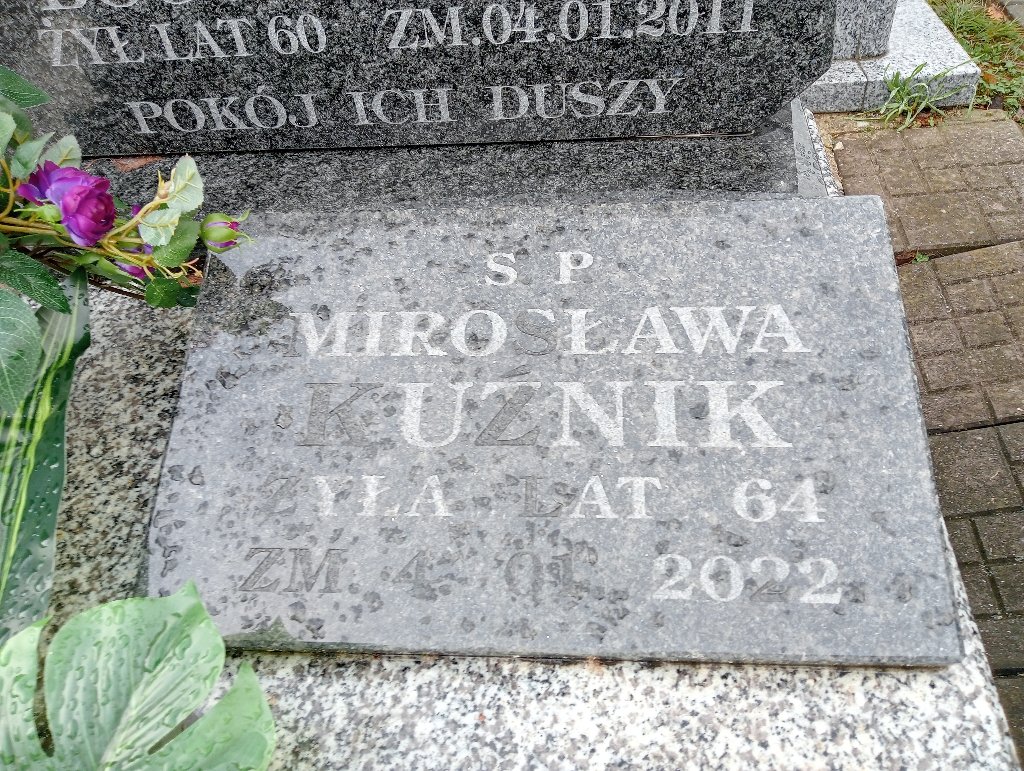 ŻYŁ LAT 60 ZM.04.01.2011
POKÓJ ICH DUSZY
S P
MIROSŁAWA
KUŹNIK
ŻYŁA LAT 64
ZM 4 01 2022